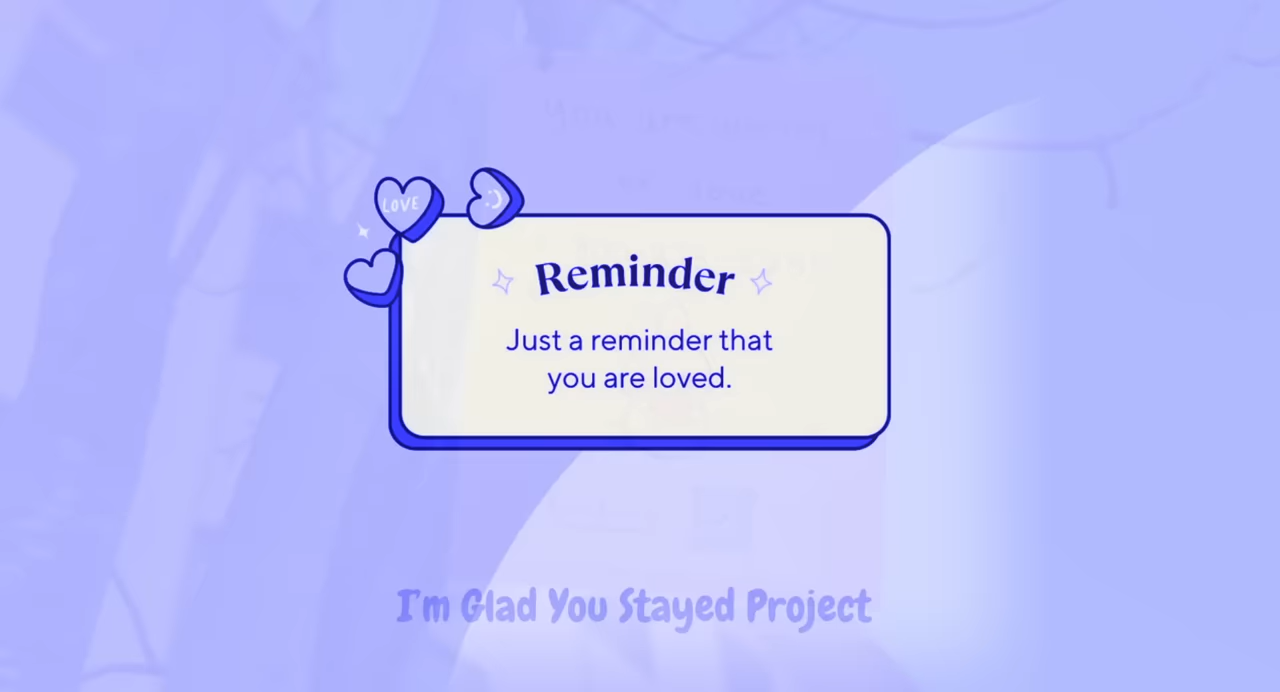 LOVE
:)
Reminder
Just a reminder that
you are loved.
I'm Glad You Stayed Project